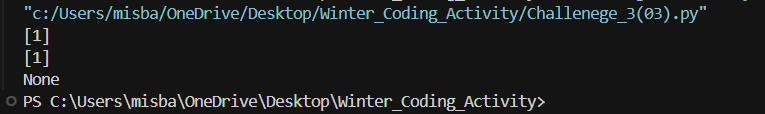 "c:/Users/misba/OneDrive/Desktop/Winter_Coding_Activity/Challenege_3(03).py"
[1]
[1]
None
PS C:\Users\misba\OneDrive\Desktop\Winter_Coding_Activity>